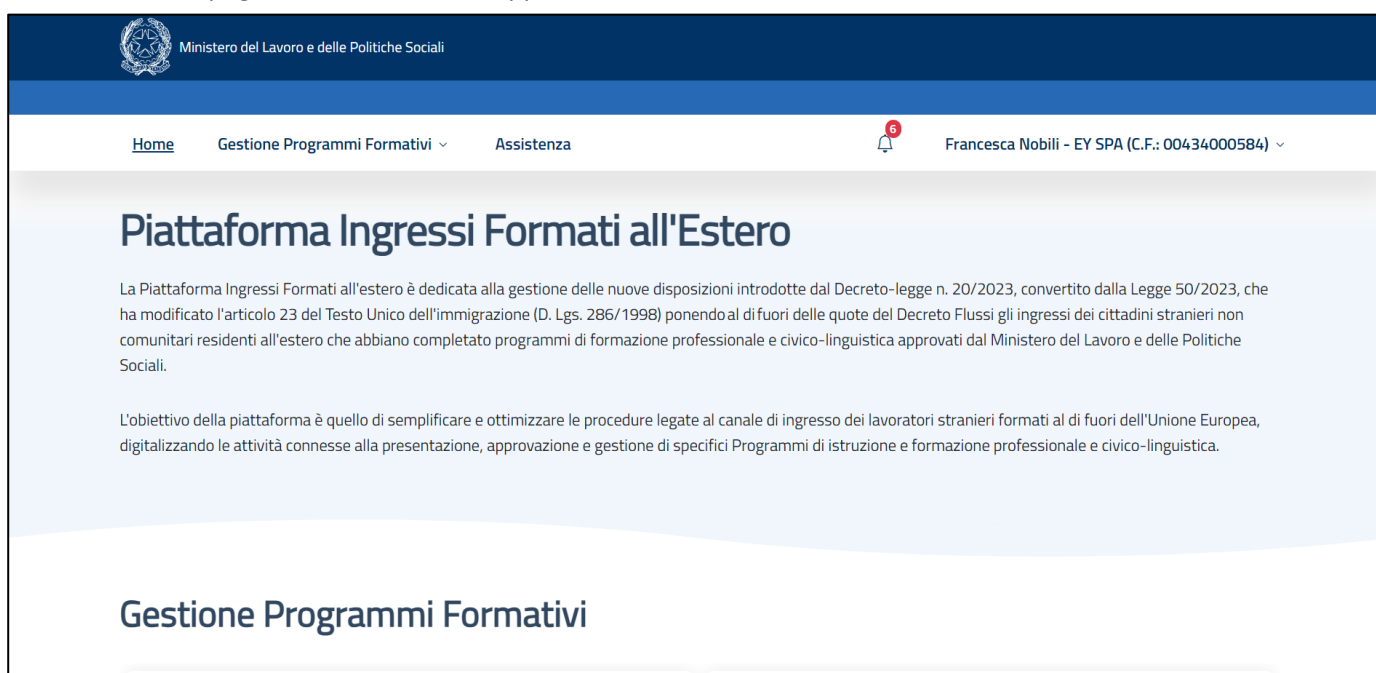 Ministero del Lavoro e delle Politiche Sociali
Home Gestione Programmi Formativi Assistenza 6 Francesca Nobili - EY SPA (C.F.: 00434000584)
Piattaforma Ingressi Formati all'Estero
La Piattaforma Ingressi Formati all'estero è dedicata alla gestione delle nuove disposizioni introdotte dal Decreto-legge n. 20/2023, convertito dalla Legge 50/2023, che
ha modificato l'articolo 23 del Testo Unico dell'immigrazione (D. Lgs. 286/1998) ponendo al di fuori delle quote del Decreto Flussi gli ingressi dei cittadini stranieri non
comunitari residenti all'estero che abbiano completato programmi di formazione professionale e civico-linguistica approvati dal Ministero del Lavoro e delle Politiche
Sociali.
L'obiettivo della piattaforma è quello di semplificare e ottimizzare le procedure legate al canale di ingresso dei lavoratori stranieri formati al di fuori dell'Unione Europea,
digitalizzando le attività connesse alla presentazione, approvazione e gestione di specifici Programmi di istruzione e formazione professionale e civico-linguistica.
Gestione Programmi Formativi